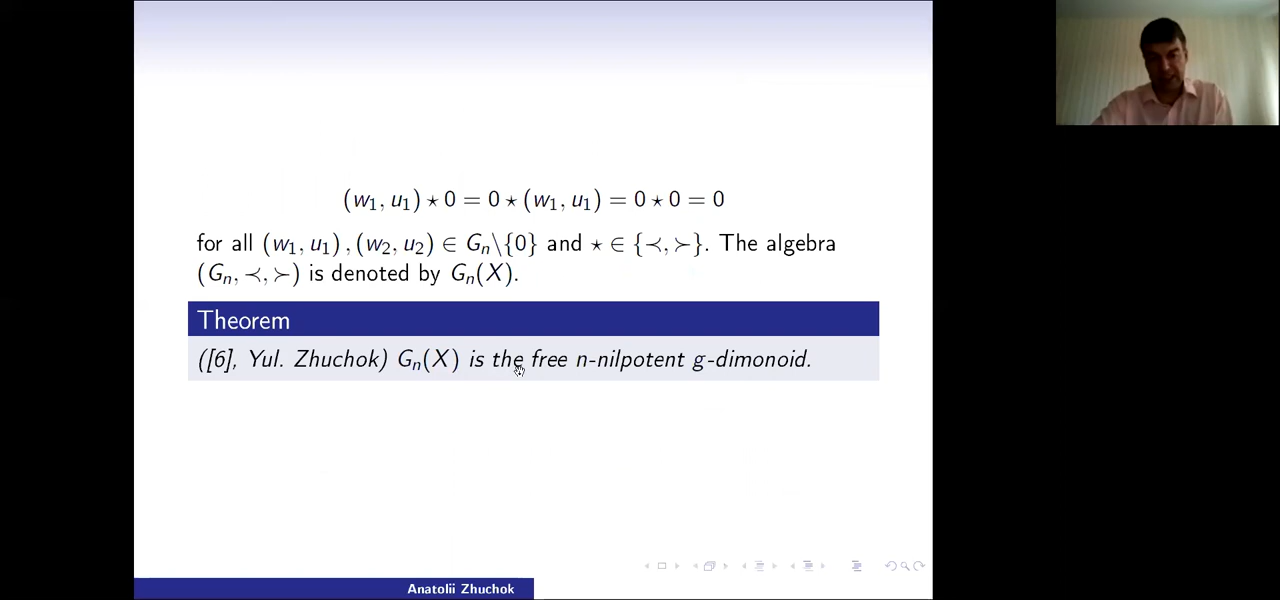 (w₁, u₁) ⋆ 0 = 0 ⋆ (w₁, u₁) = 0 ⋆ 0 = 0
for all (w₁, u₁) , (w₂, u₂) ∈ Gₙ\{0} and ⋆ ∈ {≺, ≻}. The algebra
(Gₙ, ≺, ≻) is denoted by Gₙ(X).
Theorem
([6], Yul. Zhuchok) Gₙ(X) is the free n-nilpotent g-dimonoid.
Anatolii Zhuchok